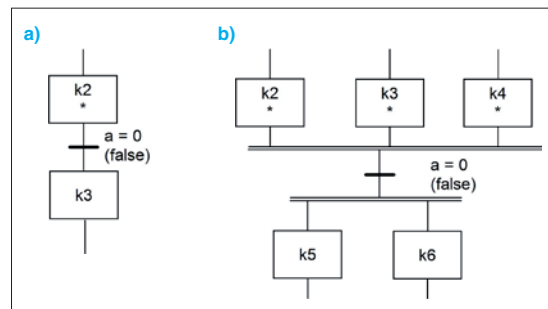 a)
k2
*
a = 0
(false)
k3
b)
k2
*
k3
*
k4
*
a = 0
(false)
k5
k6